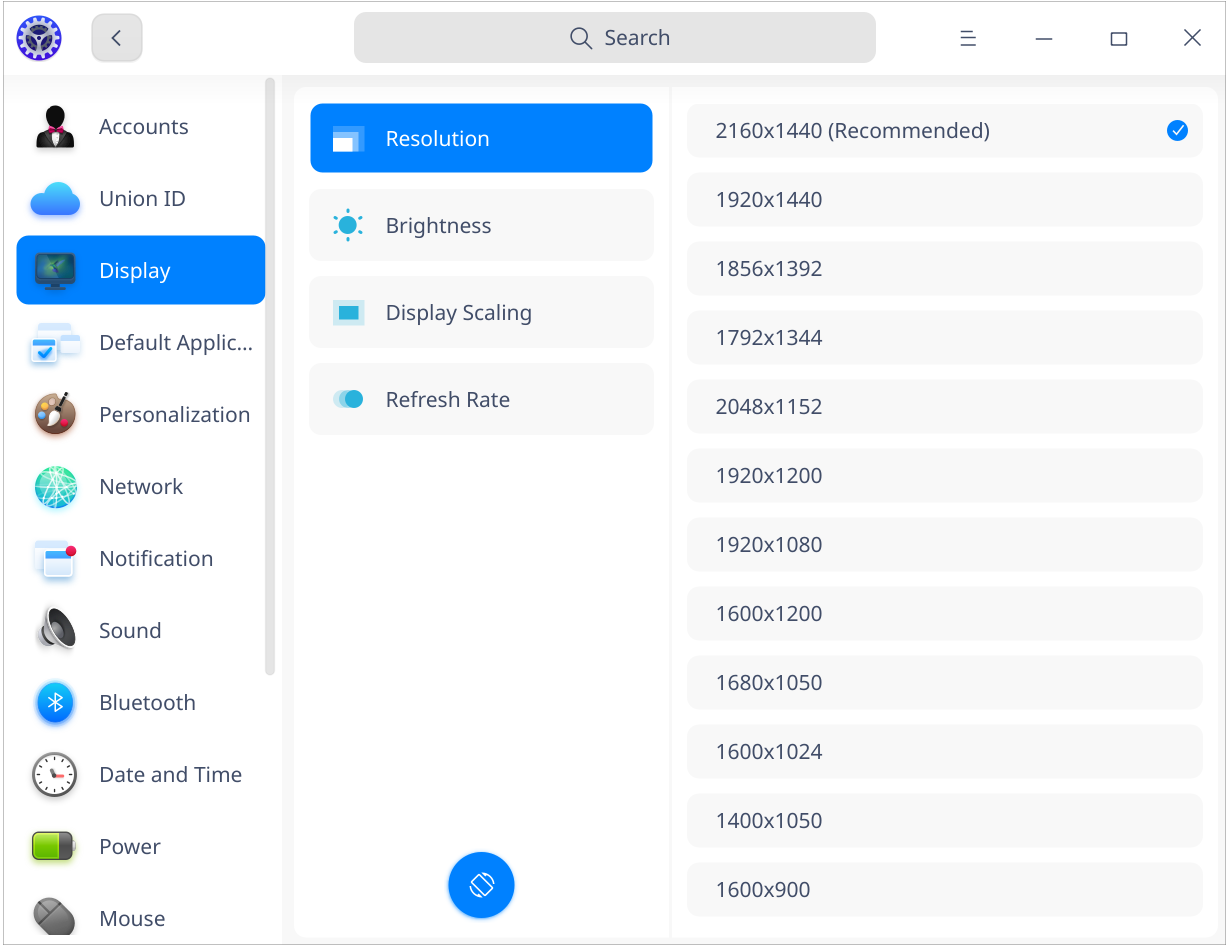 Search
Accounts
Union ID
Display
Default Applic...
Personalization
Network
Notification
Sound
Bluetooth
Date and Time
Power
Mouse
Resolution
Brightness
Display Scaling
Refresh Rate
2160x1440 (Recommended)
1920x1440
1856x1392
1792x1344
2048x1152
1920x1200
1920x1080
1600x1200
1680x1050
1600x1024
1400x1050
1600x900